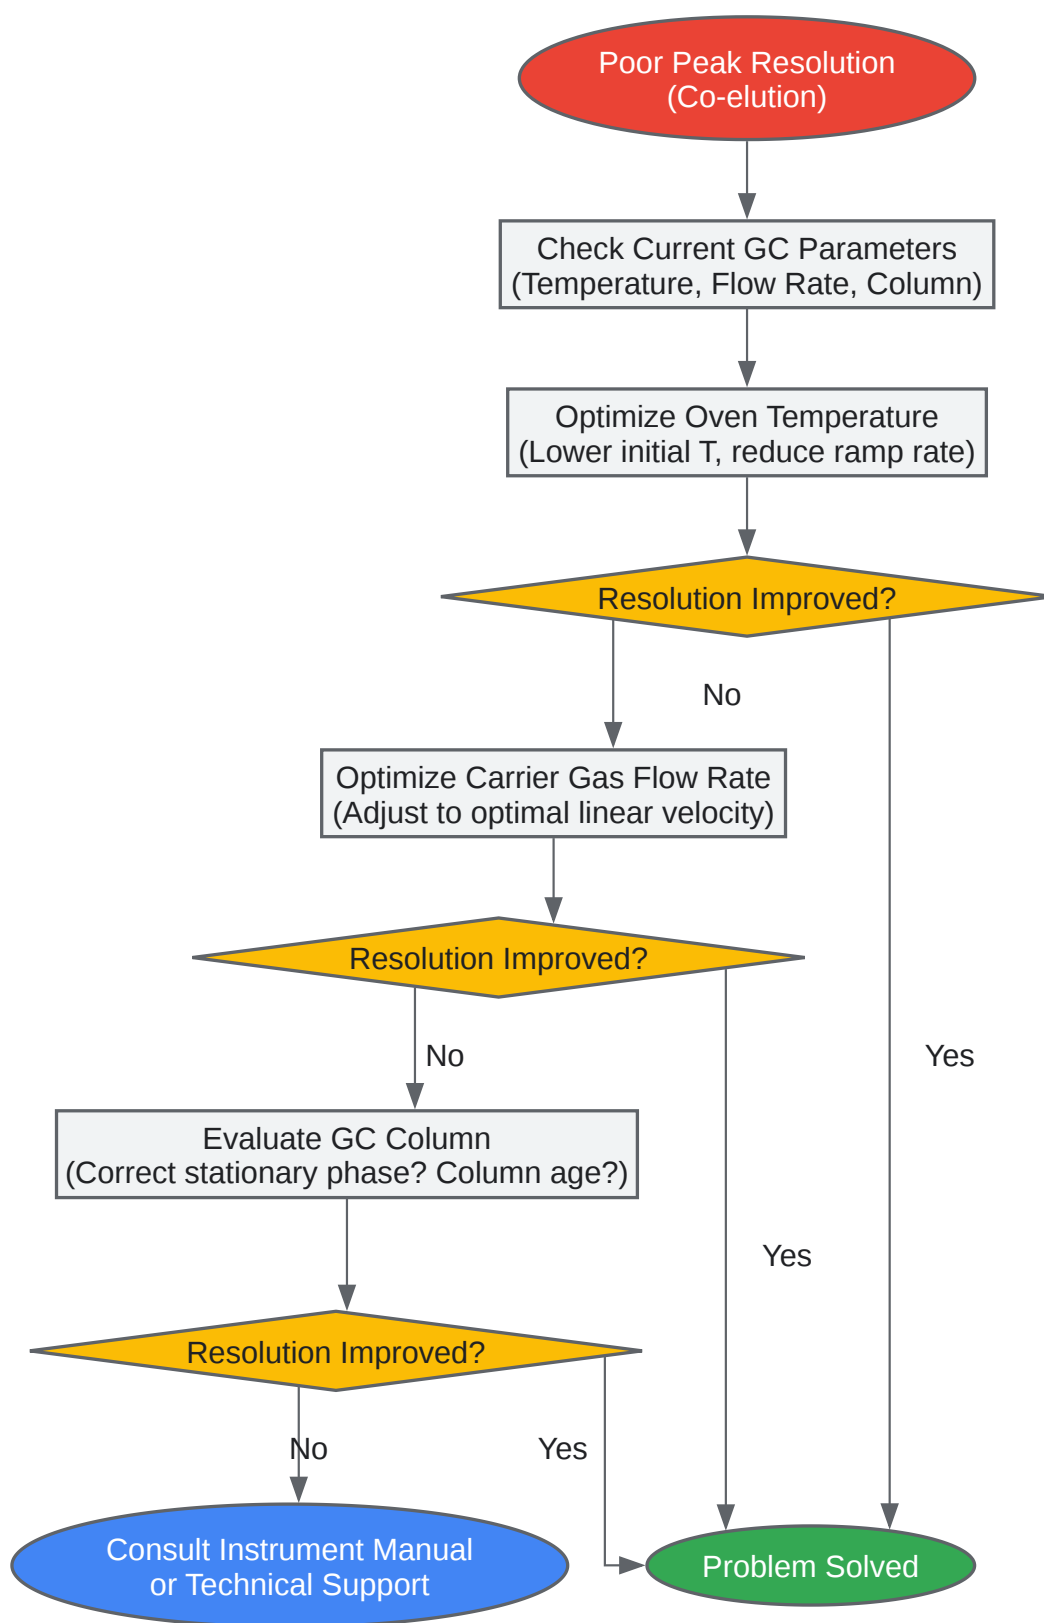 Poor Peak Resolution
(Co-elution)
Check Current GC Parameters
(Temperature, Flow Rate, Column)
Optimize Oven Temperature
(Lower initial T, reduce ramp rate)
Resolution Improved?
No
Optimize Carrier Gas Flow Rate
(Adjust to optimal linear velocity)
Resolution Improved?
No
Yes
Evaluate GC Column
(Correct stationary phase? Column age?)
Yes
Resolution Improved?
No
Yes
Consult Instrument Manual
or Technical Support
Problem Solved